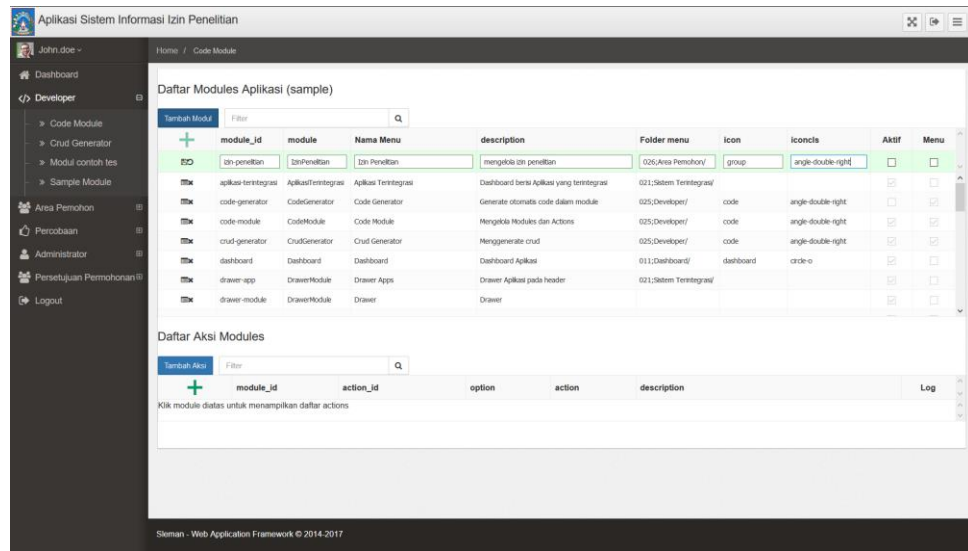 Aplikasi Sistem Informasi Izin Penelitian
John.doe
Home / Code Module
Dashboard
Developer
» Code Module
» Crud Generator
» Modul contoh tes
» Sample Module
Area Pemohon
Percobaan
Administrator
Persetujuan Permohonan
Logout
Daftar Modules Aplikasi (sample)
Tambah Modul Filter
module_id module Nama Menu description Folder menu icon iconcls Aktif Menu
izin-penelitian IzinPenelitian Izin Penelitian mengelola izin penelitian 026;Area Pemohon/ group angle-double-right
aplikasi-terintegrasi AplikasiTerintegrasi Aplikasi Terintegrasi Dashboard berisi Aplikasi yang terintegrasi 021;Sistem Terintegrasi/
code-generator CodeGenerator Code Generator Generate otomatis code dalam module 025;Developer/ code angle-double-right
code-module CodeModule Code Module Mengelola Modules dan Actions 025;Developer/ code angle-double-right
crud-generator CrudGenerator Crud Generator Menggenerate crud 025;Developer/ code angle-double-right
dashboard Dashboard Dashboard Dashboard Aplikasi 011;Dashboard/ dashboard circle-o
drawer-app DrawerModule Drawer Apps Drawer Aplikasi pada header 021;Sistem Terintegrasi/
drawer-module DrawerModule Drawer Drawer
Daftar Aksi Modules
Tambah Aksi Filter
module_id action_id option action description Log
Klik module diatas untuk menampilkan daftar actions
Sleman - Web Application Framework © 2014-2017